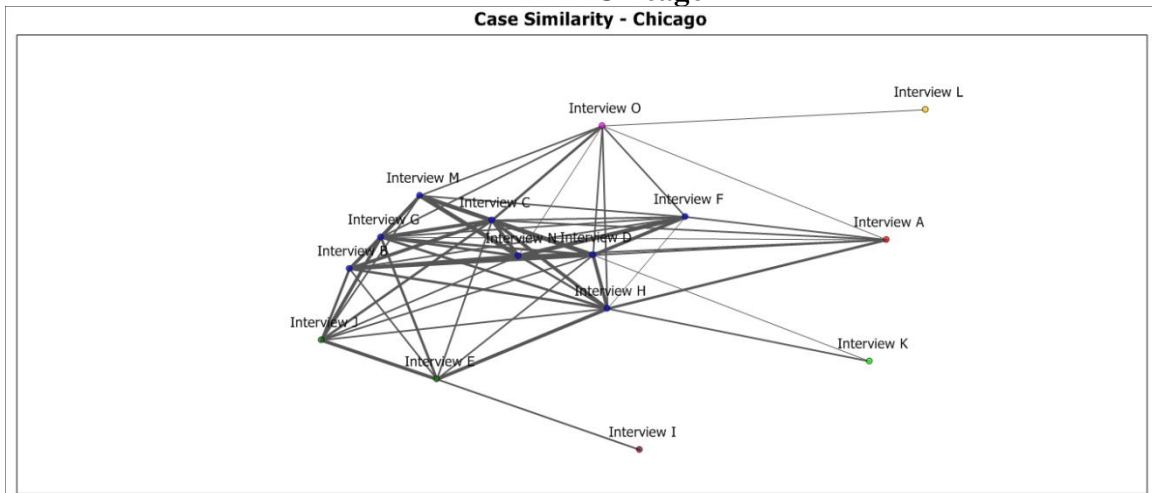 Case Similarity - Chicago
Interview L
Interview O
Interview M
Interview F
Interview C
Interview G
Interview A
Interview N
Interview D
Interview B
Interview H
Interview J
Interview K
Interview E
Interview I